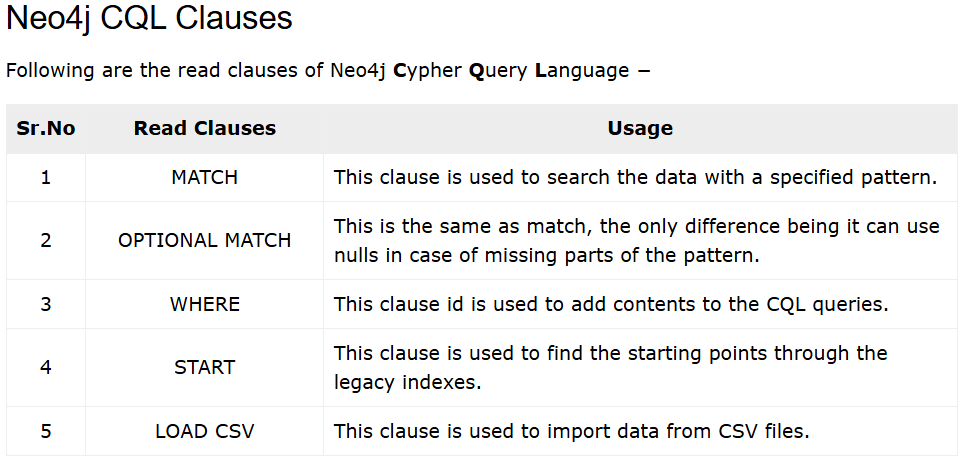 Neo4j CQL Clauses
Following are the read clauses of Neo4j Cypher Query Language −
Sr.No Read Clauses Usage
1 MATCH This clause is used to search the data with a specified pattern.
2 OPTIONAL MATCH This is the same as match, the only difference being it can use
nulls in case of missing parts of the pattern.
3 WHERE This clause id is used to add contents to the CQL queries.
4 START This clause is used to find the starting points through the
legacy indexes.
5 LOAD CSV This clause is used to import data from CSV files.